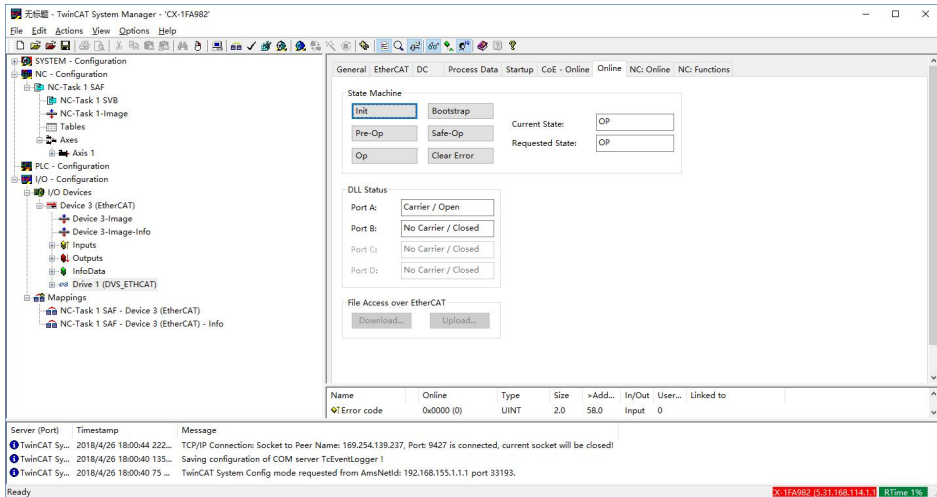 无标题 - TwinCAT System Manager - 'CX-1FA982'
File Edit Actions View Options Help
SYSTEM - Configuration
NC - Configuration
NC-Task 1 SAF
NC-Task 1 SVB
NC-Task 1-Image
Tables
Axes
Axis 1
PLC - Configuration
I/O - Configuration
I/O Devices
Device 3 (EtherCAT)
Device 3-Image
Device 3-Image-Info
Inputs
Outputs
InfoData
Drive 1 (DVS_ETHCAT)
Mappings
NC-Task 1 SAF - Device 3 (EtherCAT)
NC-Task 1 SAF - Device 3 (EtherCAT) - Info
General EtherCAT DC Process Data Startup CoE - Online Online NC: Online NC: Functions
State Machine
Init Bootstrap
Pre-Op Safe-Op
Op Clear Error
Current State: OP
Requested State: OP
DLL Status
Port A: Carrier / Open
Port B: No Carrier / Closed
Port C: No Carrier / Closed
Port D: No Carrier / Closed
File Access over EtherCAT
Download... Upload...
Name Online Type Size >Add... In/Out User... Linked to
Error code 0x0000 (0) UINT 2.0 58.0 Input 0
Server (Port) Timestamp Message
TwinCAT Sy... 2018/4/26 18:00:44 222... TCP/IP Connection: Socket to Peer Name: 169.254.139.237, Port: 9427 is connected, current socket will be closed!
TwinCAT Sy... 2018/4/26 18:00:40 135... Saving configuration of COM server TcEventLogger !
TwinCAT Sy... 2018/4/26 18:00:40 75 ... TwinCAT System Config mode requested from AmsNetId: 192.168.155.1.1.1 port 33193.
Ready X-1FA982 (5.31.168.114.1.1 RTime 1%